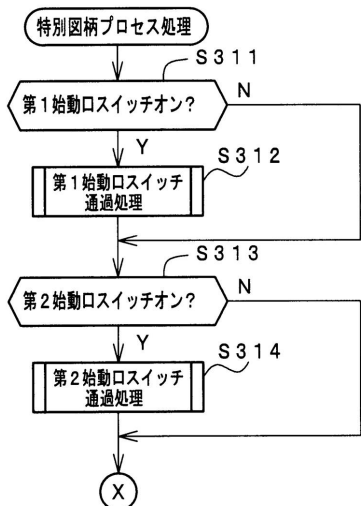 特別図柄プロセス処理
S311
第1始動口スイッチオン?
N
Y
S312
第1始動口スイッチ
通過処理
S313
第2始動口スイッチオン?
N
Y
S314
第2始動口スイッチ
通過処理
X